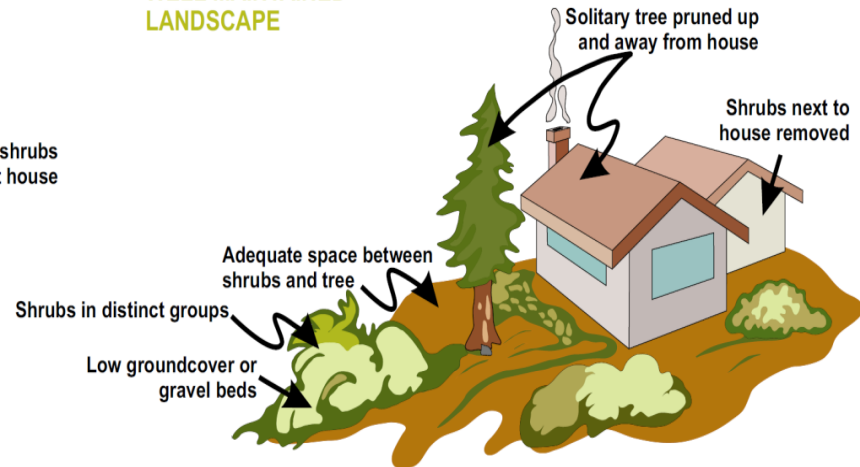 LANDSCAPE
Solitary tree pruned up
and away from house
Shrubs next to
house removed
shrubs
house
Adequate space between
shrubs and tree
Shrubs in distinct groups
Low groundcover or
gravel beds